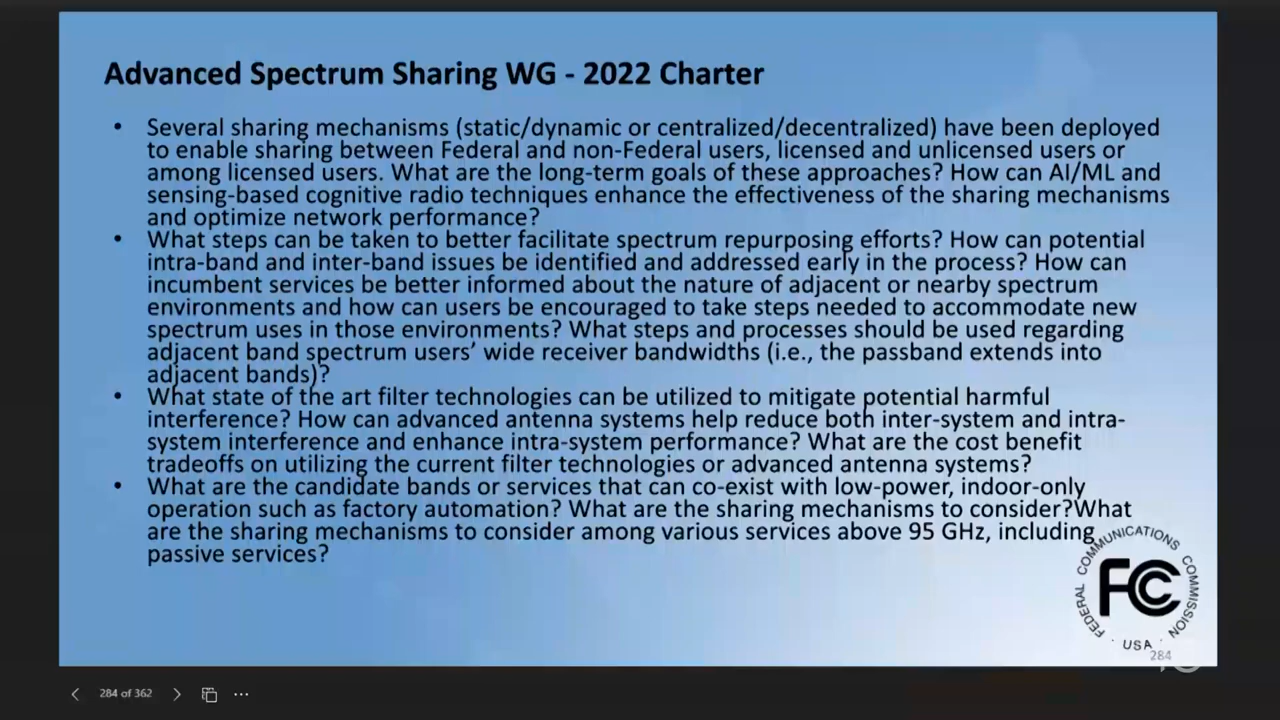 Advanced Spectrum Sharing WG - 2022 Charter
• Several sharing mechanisms (static/dynamic or centralized/decentralized) have been deployed
to enable sharing between Federal and non-Federal users, licensed and unlicensed users or
among licensed users. What are the long-term goals of these approaches? How can AI/ML and
sensing-based cognitive radio techniques enhance the effectiveness of the sharing mechanisms
and optimize network performance?
• What steps can be taken to better facilitate spectrum repurposing efforts? How can potential
intra-band and inter-band issues be identified and addressed early in the process? How can
incumbent services be better informed about the nature of adjacent or nearby spectrum
environments and how can users be encouraged to take steps needed to accommodate new
spectrum uses in those environments? What steps and processes should be used regarding
adjacent band spectrum users’ wide receiver bandwidths (i.e., the passband extends into
adjacent bands)?
• What state of the art filter technologies can be utilized to mitigate potential harmful
interference? How can advanced antenna systems help reduce both inter-system and intra-
system interference and enhance intra-system performance? What are the cost benefit
tradeoffs on utilizing the current filter technologies or advanced antenna systems?
• What are the candidate bands or services that can co-exist with low-power, indoor-only
operation such as factory automation? What are the sharing mechanisms to consider?What
are the sharing mechanisms to consider among various services above 95 GHz, including
passive services?
FEDERAL COMMUNICATIONS COMMISSION
FCC
· USA ·
284
284 of 362